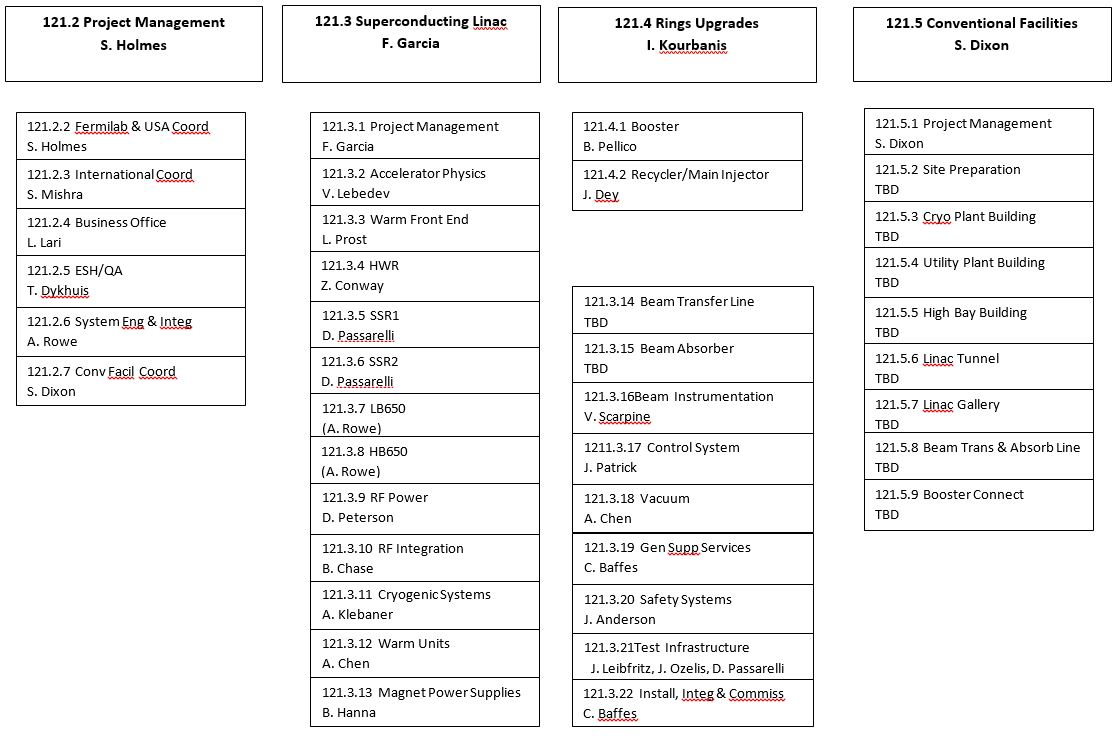 121.2 Project Management
S. Holmes
121.3 Superconducting Linac
F. Garcia
121.4 Rings Upgrades
I. Kourbanis
121.5 Conventional Facilities
S. Dixon
121.2.2 Fermilab & USA Coord
S. Holmes
121.2.3 International Coord
S. Mishra
121.2.4 Business Office
L. Lari
121.2.5 ESH/QA
T. Dykhuis
121.2.6 System Eng & Integ
A. Rowe
121.2.7 Conv Facil Coord
S. Dixon
121.3.1 Project Management
F. Garcia
121.3.2 Accelerator Physics
V. Lebedev
121.3.3 Warm Front End
L. Prost
121.3.4 HWR
Z. Conway
121.3.5 SSR1
D. Passarelli
121.3.6 SSR2
D. Passarelli
121.3.7 LB650
(A. Rowe)
121.3.8 HB650
(A. Rowe)
121.3.9 RF Power
D. Peterson
121.3.10 RF Integration
B. Chase
121.3.11 Cryogenic Systems
A. Klebaner
121.3.12 Warm Units
A. Chen
121.3.13 Magnet Power Supplies
B. Hanna
121.4.1 Booster
B. Pellico
121.4.2 Recycler/Main Injector
J. Dey
121.3.14 Beam Transfer Line
TBD
121.3.15 Beam Absorber
TBD
121.3.16Beam Instrumentation
V. Scarpine
1211.3.17 Control System
J. Patrick
121.3.18 Vacuum
A. Chen
121.3.19 Gen Supp Services
C. Baffes
121.3.20 Safety Systems
J. Anderson
121.3.21Test Infrastructure
J. Leibfritz, J. Ozelis, D. Passarelli
121.3.22 Install, Integ & Commiss
C. Baffes
121.5.1 Project Management
S. Dixon
121.5.2 Site Preparation
TBD
121.5.3 Cryo Plant Building
TBD
121.5.4 Utility Plant Building
TBD
121.5.5 High Bay Building
TBD
121.5.6 Linac Tunnel
TBD
121.5.7 Linac Gallery
TBD
121.5.8 Beam Trans & Absorb Line
TBD
121.5.9 Booster Connect
TBD